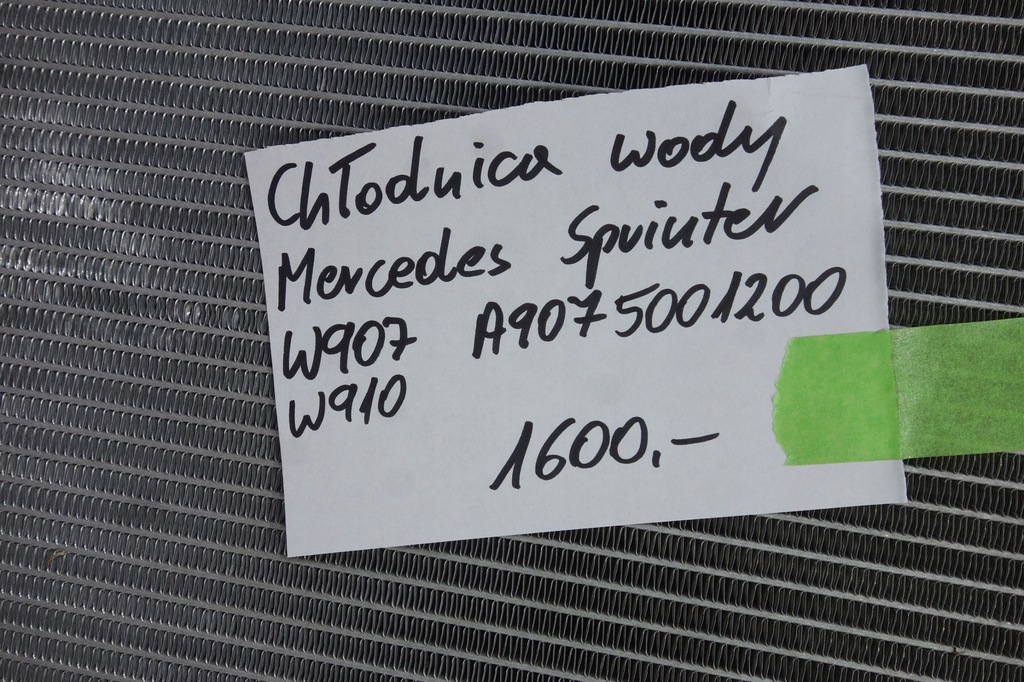 Chłodnica wody
Mercedes Sprinter
W907 A9075001200
W910
1600,-